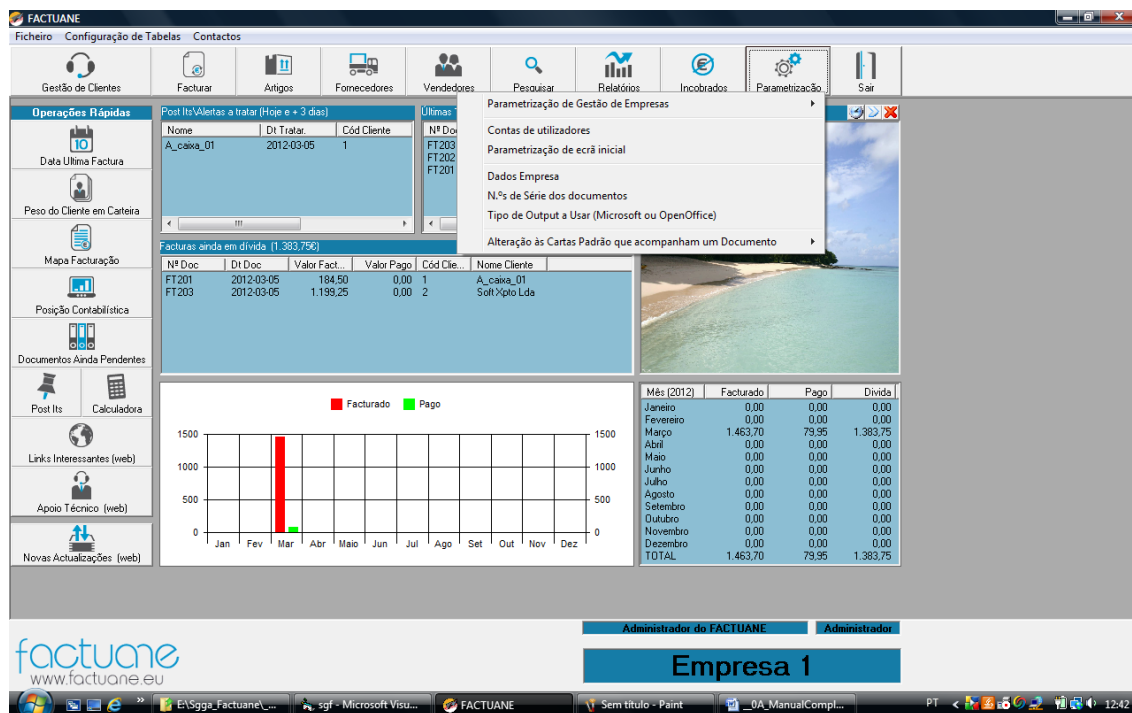 FACTUANE
Ficheiro Configuração de Tabelas Contactos
Gestão de Clientes Facturar Artigos Fornecedores Vendedores Pesquisar Relatórios Incobrados Parametrização Sair
Operações Rápidas
10
Data Ultima Factura
Peso do Cliente em Carteira
Mapa Facturação
Posição Contabilística
Documentos Ainda Pendentes
Post Its Calculadora
Links Interessantes (web)
Apoio Técnico (web)
Novas Actualizações (web)
Post Its\Alertas a tratar (Hoje e + 3 dias)
Nome Dt Tratar. Cód Cliente
A_caixa_01 2012-03-05 1
Últimas
Nº Do
FT203
FT202
FT201
Parametrização de Gestão de Empresas
Contas de utilizadores
Parametrização de ecrã inicial
Dados Empresa
N.ºs de Série dos documentos
Tipo de Output a Usar (Microsoft ou OpenOffice)
Alteração às Cartas Padrão que acompanham um Documento
Facturas ainda em dívida (1.383,75€)
Nº Doc Dt Doc Valor Fact... Valor Pago Cód Clie... Nome Cliente
FT201 2012-03-05 184,50 0,00 1 A_caixa_01
FT203 2012-03-05 1.199,25 0,00 2 Soft Xpto Lda
Facturado Pago
1500 1500
1000 1000
500 500
0 0
Jan Fev Mar Abr Maio Jun Jul Ago Set Out Nov Dez
Mês (2012) Facturado Pago Divida
Janeiro 0,00 0,00 0,00
Fevereiro 0,00 0,00 0,00
Março 1.463,70 79,95 1.383,75
Abril 0,00 0,00 0,00
Maio 0,00 0,00 0,00
Junho 0,00 0,00 0,00
Julho 0,00 0,00 0,00
Agosto 0,00 0,00 0,00
Setembro 0,00 0,00 0,00
Outubro 0,00 0,00 0,00
Novembro 0,00 0,00 0,00
Dezembro 0,00 0,00 0,00
TOTAL 1.463,70 79,95 1.383,75
Administrador do FACTUANE Administrador
Empresa 1
factuane
www.factuane.eu
E:\Sgga_Factuane\_... sgf - Microsoft Visu... FACTUANE Sem título - Paint _0A_ManualCompl... PT 12:42